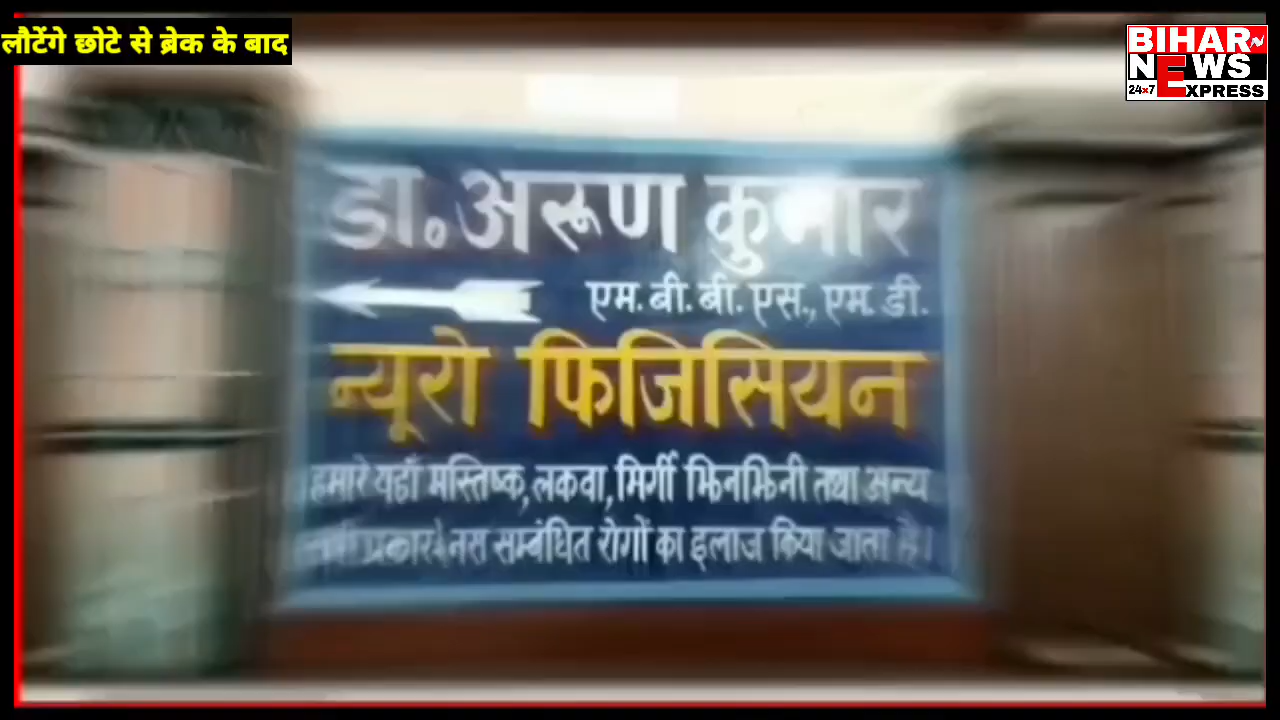 लौटेंगे छोटे से ब्रेक के बाद
BIHAR
NEWS
24x7 EXPRESS
डा. अरूण कुमार
एम. बी. बी. एस., एम. डी.
न्यूरो फिजिसियन
हमारे यहाँ मस्तिष्क, लकवा, मिर्गी झिनझिनी तथा अन्य
प्रकार के नस सम्बंधित रोगों का इलाज किया जाता है।